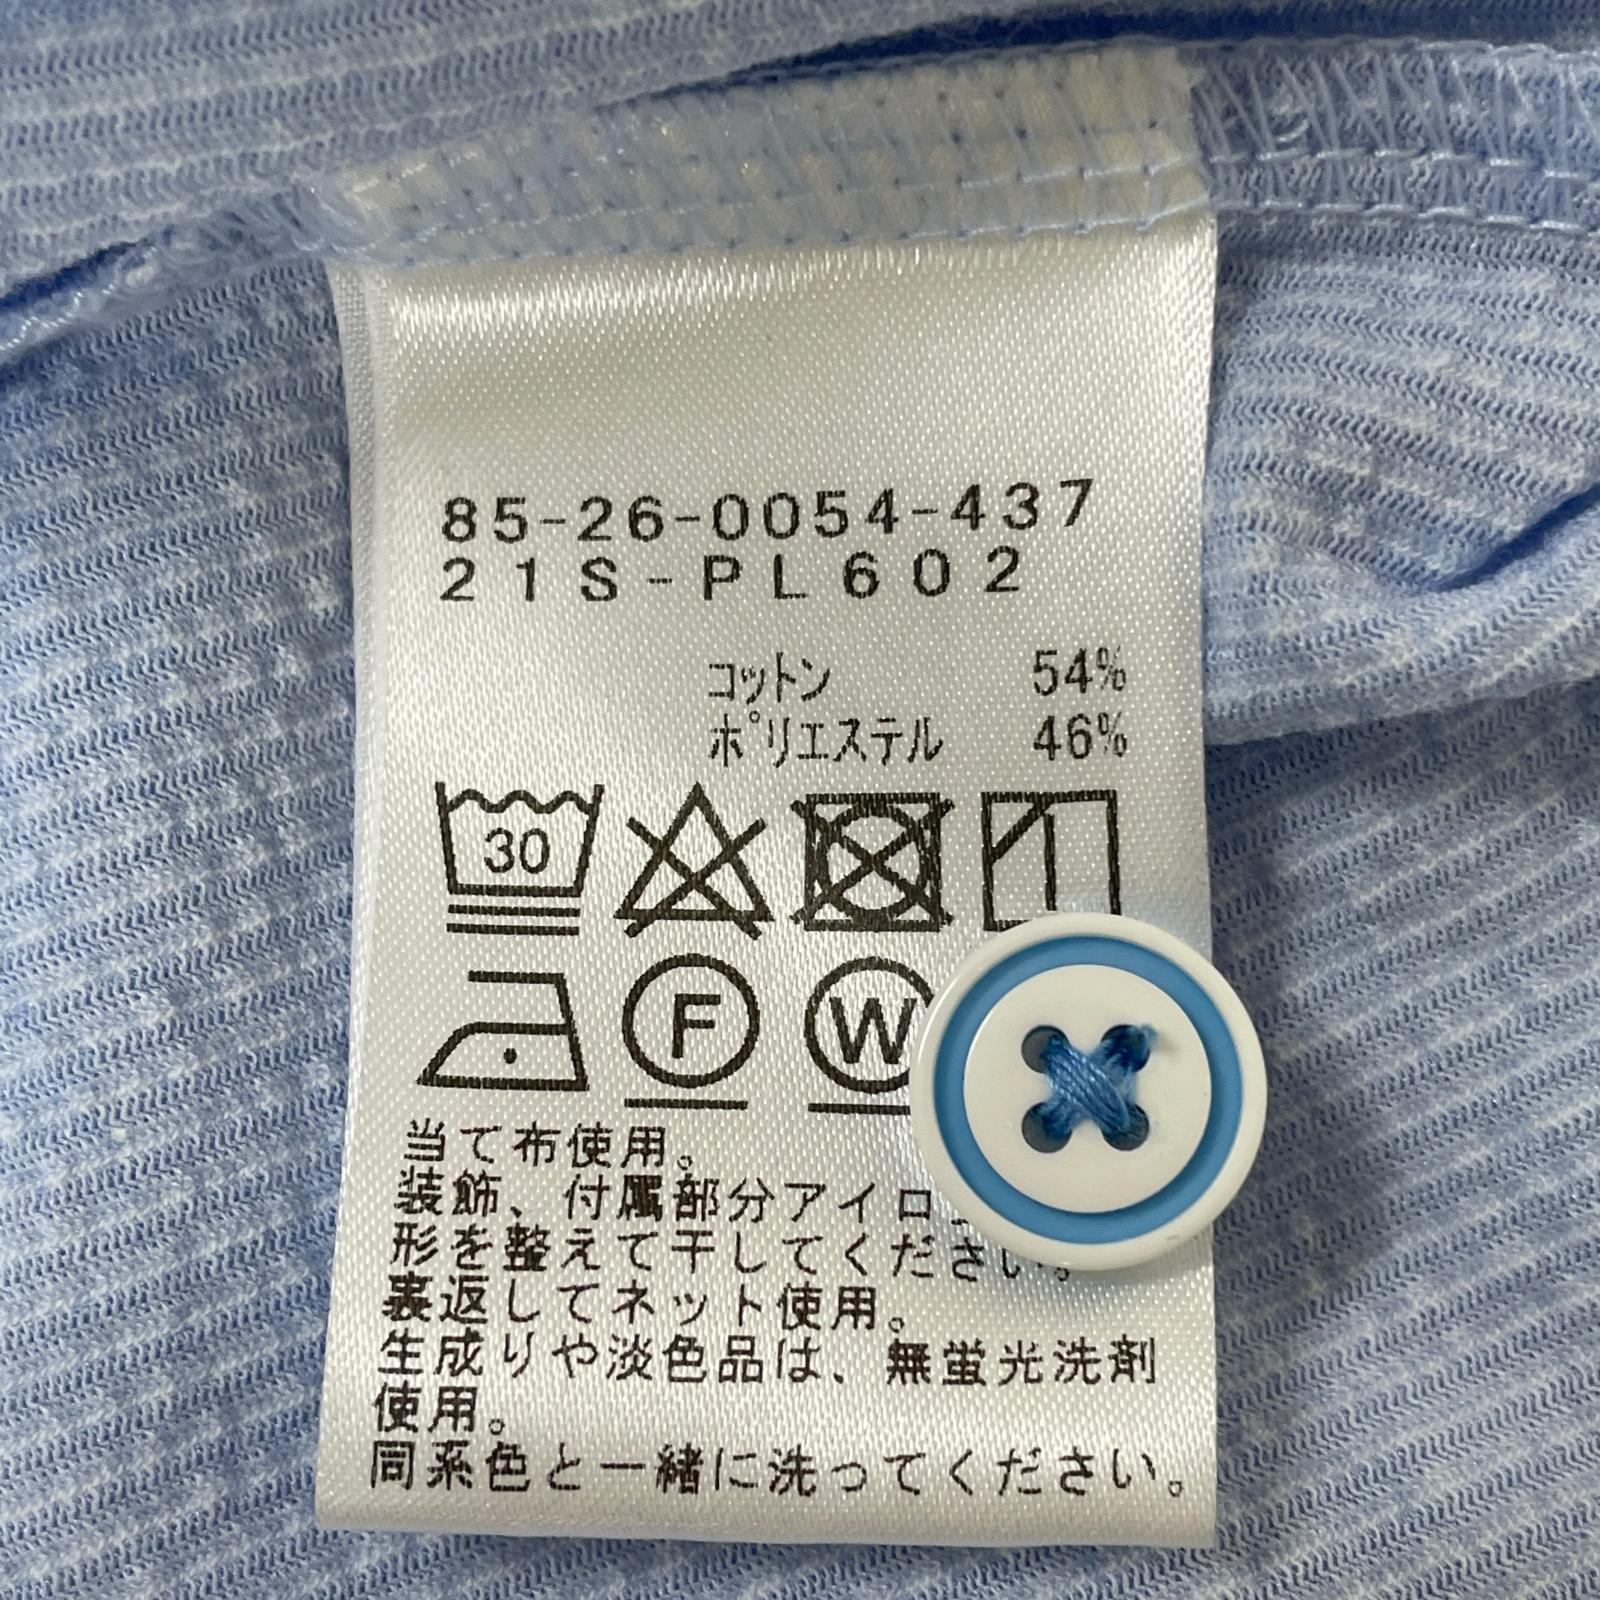 85-26-0054-437
21S-PL602
コットン 54%
ポリエステル 46%
30
F
W
当て布使用。
装飾、付属部分アイロ
形を整えて干してください。
裏返してネット使用。
生成りや淡色品は、無蛍光洗剤
使用。
同系色と一緒に洗ってください。